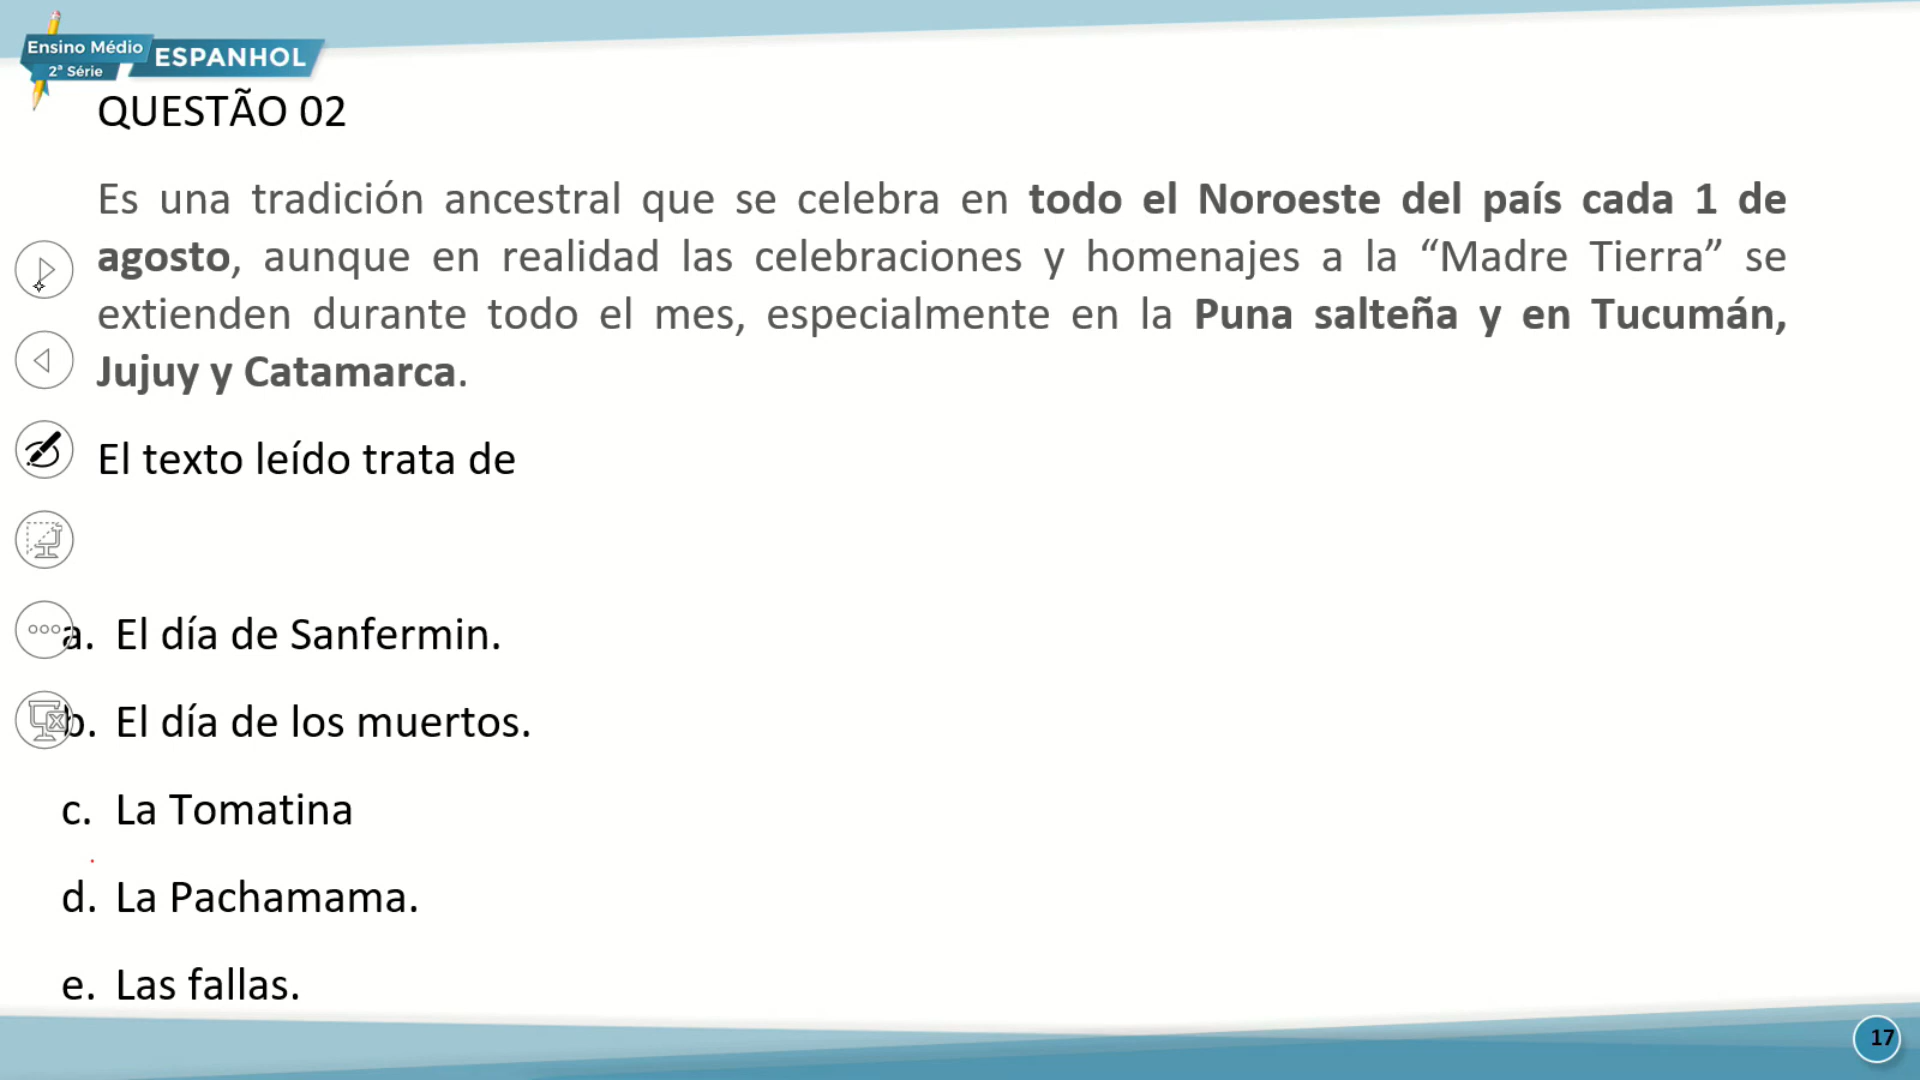 Ensino Médio
2ª Série
ESPANHOL
QUESTÃO 02
Es una tradición ancestral que se celebra en todo el Noroeste del país cada 1 de
agosto, aunque en realidad las celebraciones y homenajes a la “Madre Tierra” se
extienden durante todo el mes, especialmente en la Puna salteña y en Tucumán,
Jujuy y Catamarca.
El texto leído trata de
a. El día de Sanfermin.
b. El día de los muertos.
c. La Tomatina
d. La Pachamama.
e. Las fallas.
17